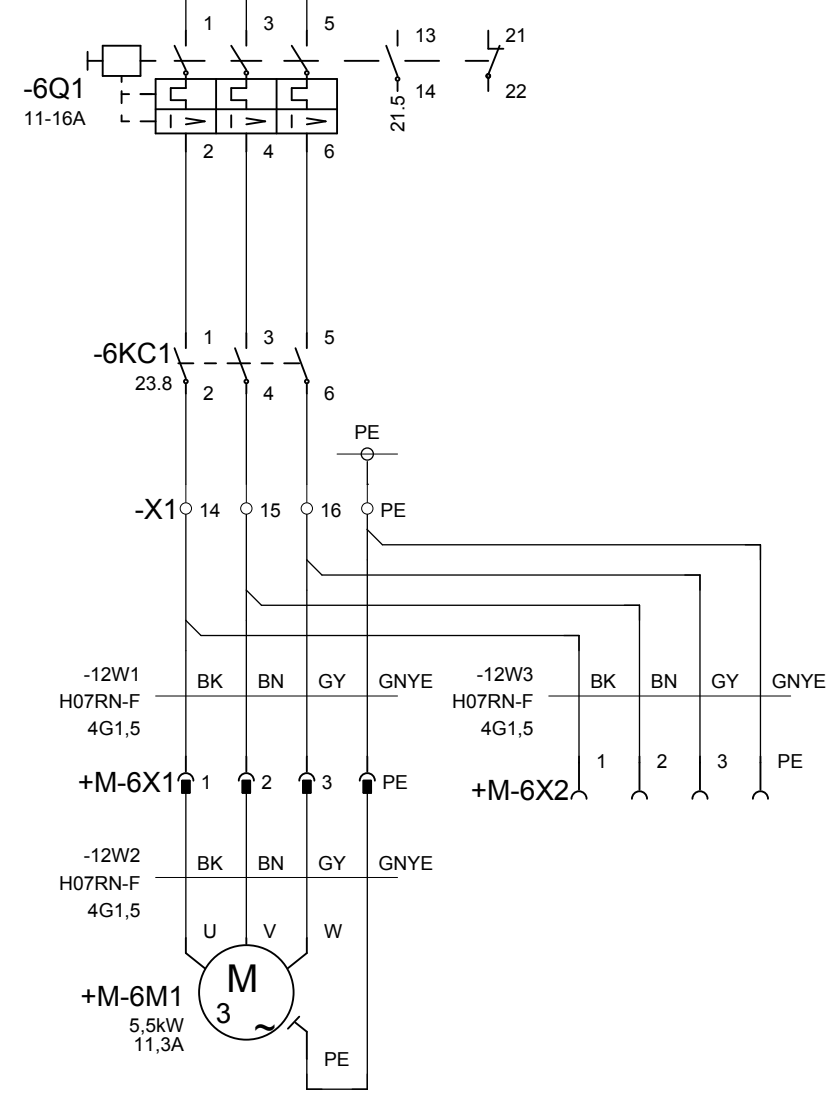 1 3 5 13 21
-6Q1
11-16A
14 22
21.5
I > I > I >
2 4 6
-6KC1 1 3 5
23.8
2 4 6
PE
-X1 14 15 16 PE
-12W1
H07RN-F
4G1,5
BK BN GY GNYE
-12W3
H07RN-F
4G1,5
BK BN GY GNYE
+M-6X1 1 2 3 PE
+M-6X2 1 2 3 PE
-12W2
H07RN-F
4G1,5
BK BN GY GNYE
U V W
M
3 ~
+M-6M1
5,5kW
11,3A
PE